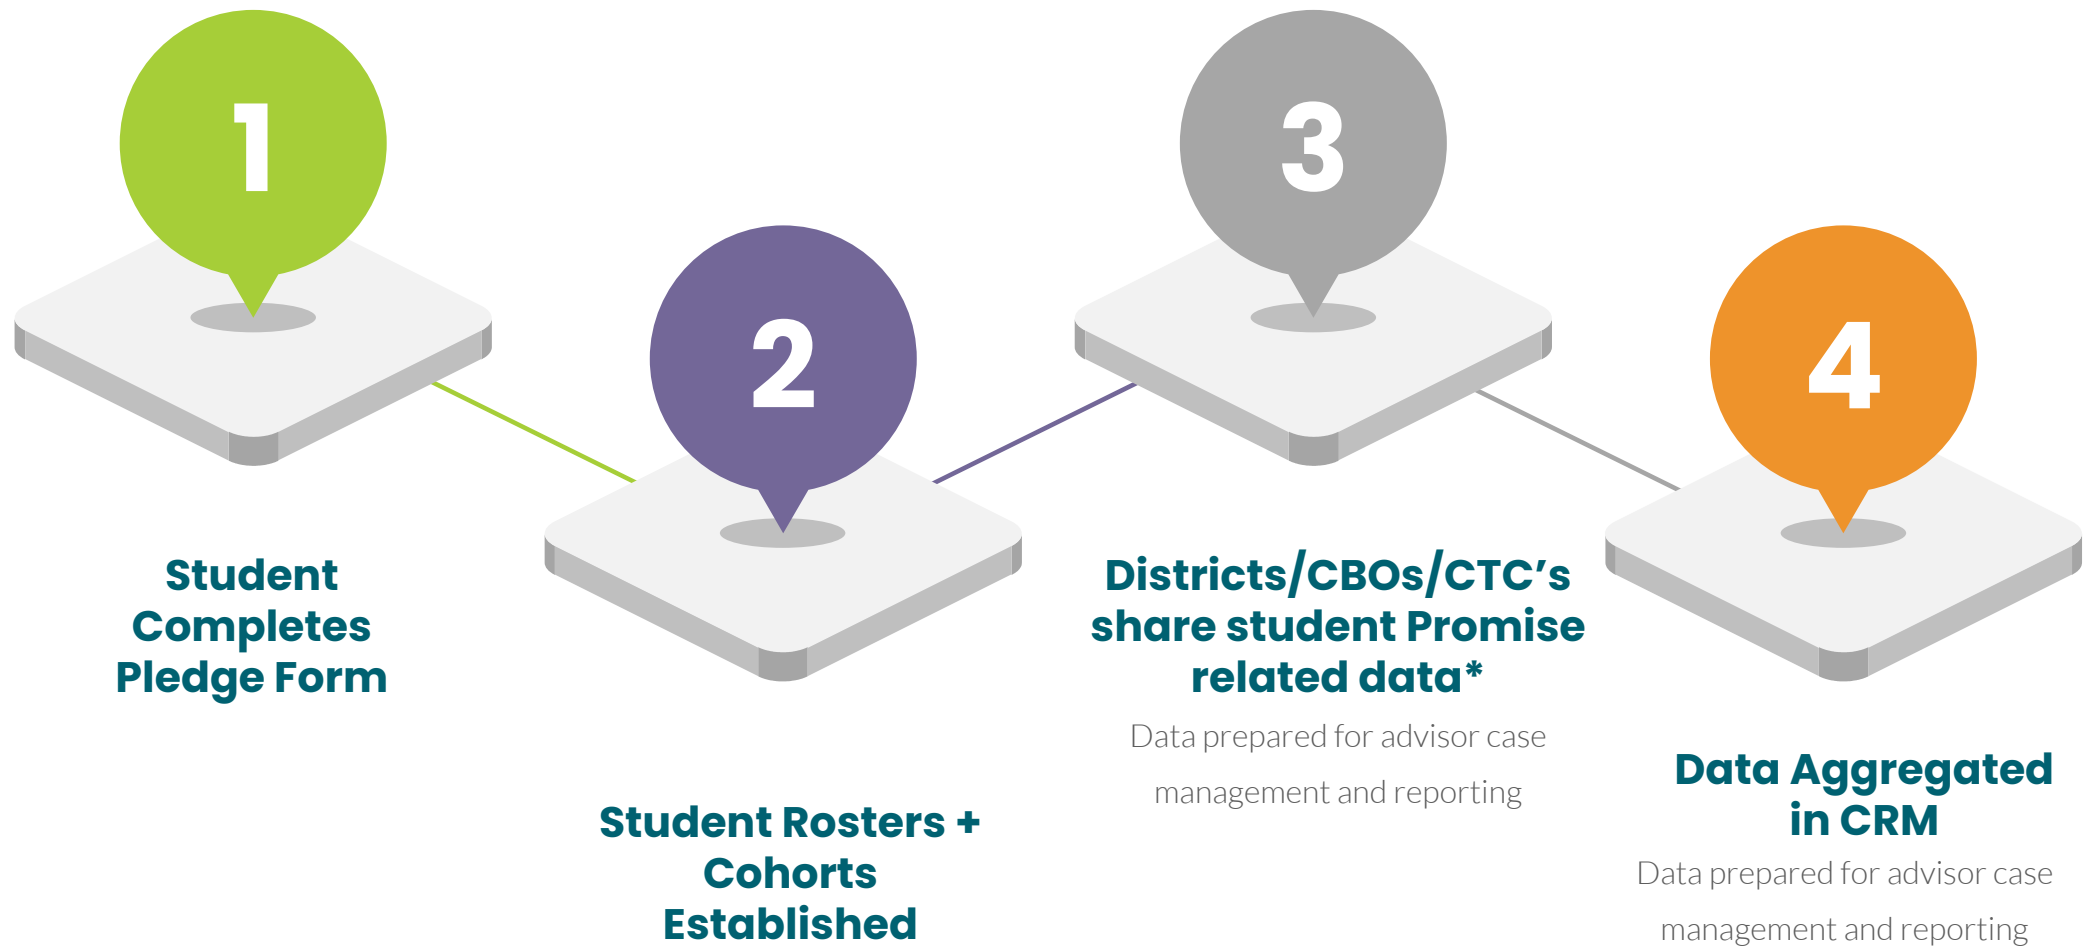 1
Student
Completes
Pledge Form
2
Student Rosters +
Cohorts
Established
3
Districts/CBOs/CTC’s
share student Promise
related data*
Data prepared for advisor case
management and reporting
4
Data Aggregated
in CRM
Data prepared for advisor case
management and reporting